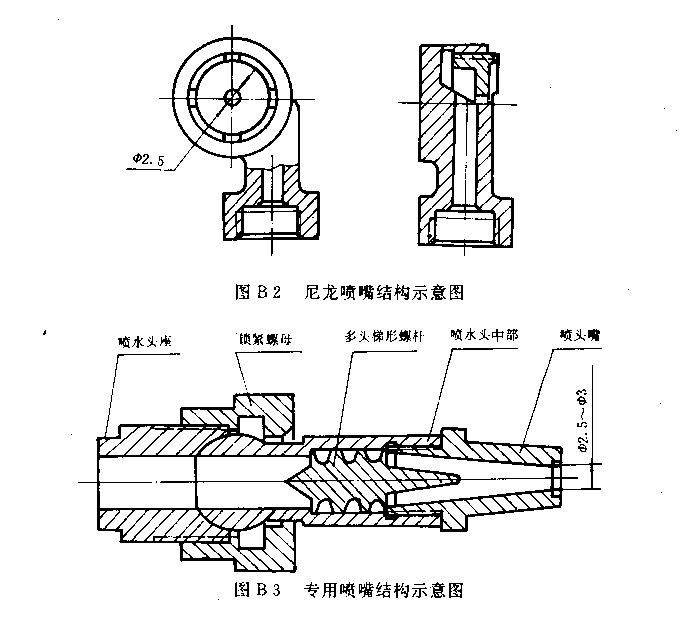 Φ2.5
图 B2 尼龙喷嘴结构示意图
喷水头座 锁紧螺母 多头梯形螺杆 喷水头中部 喷头嘴
Φ2.5～Φ3
图 B3 专用喷嘴结构示意图